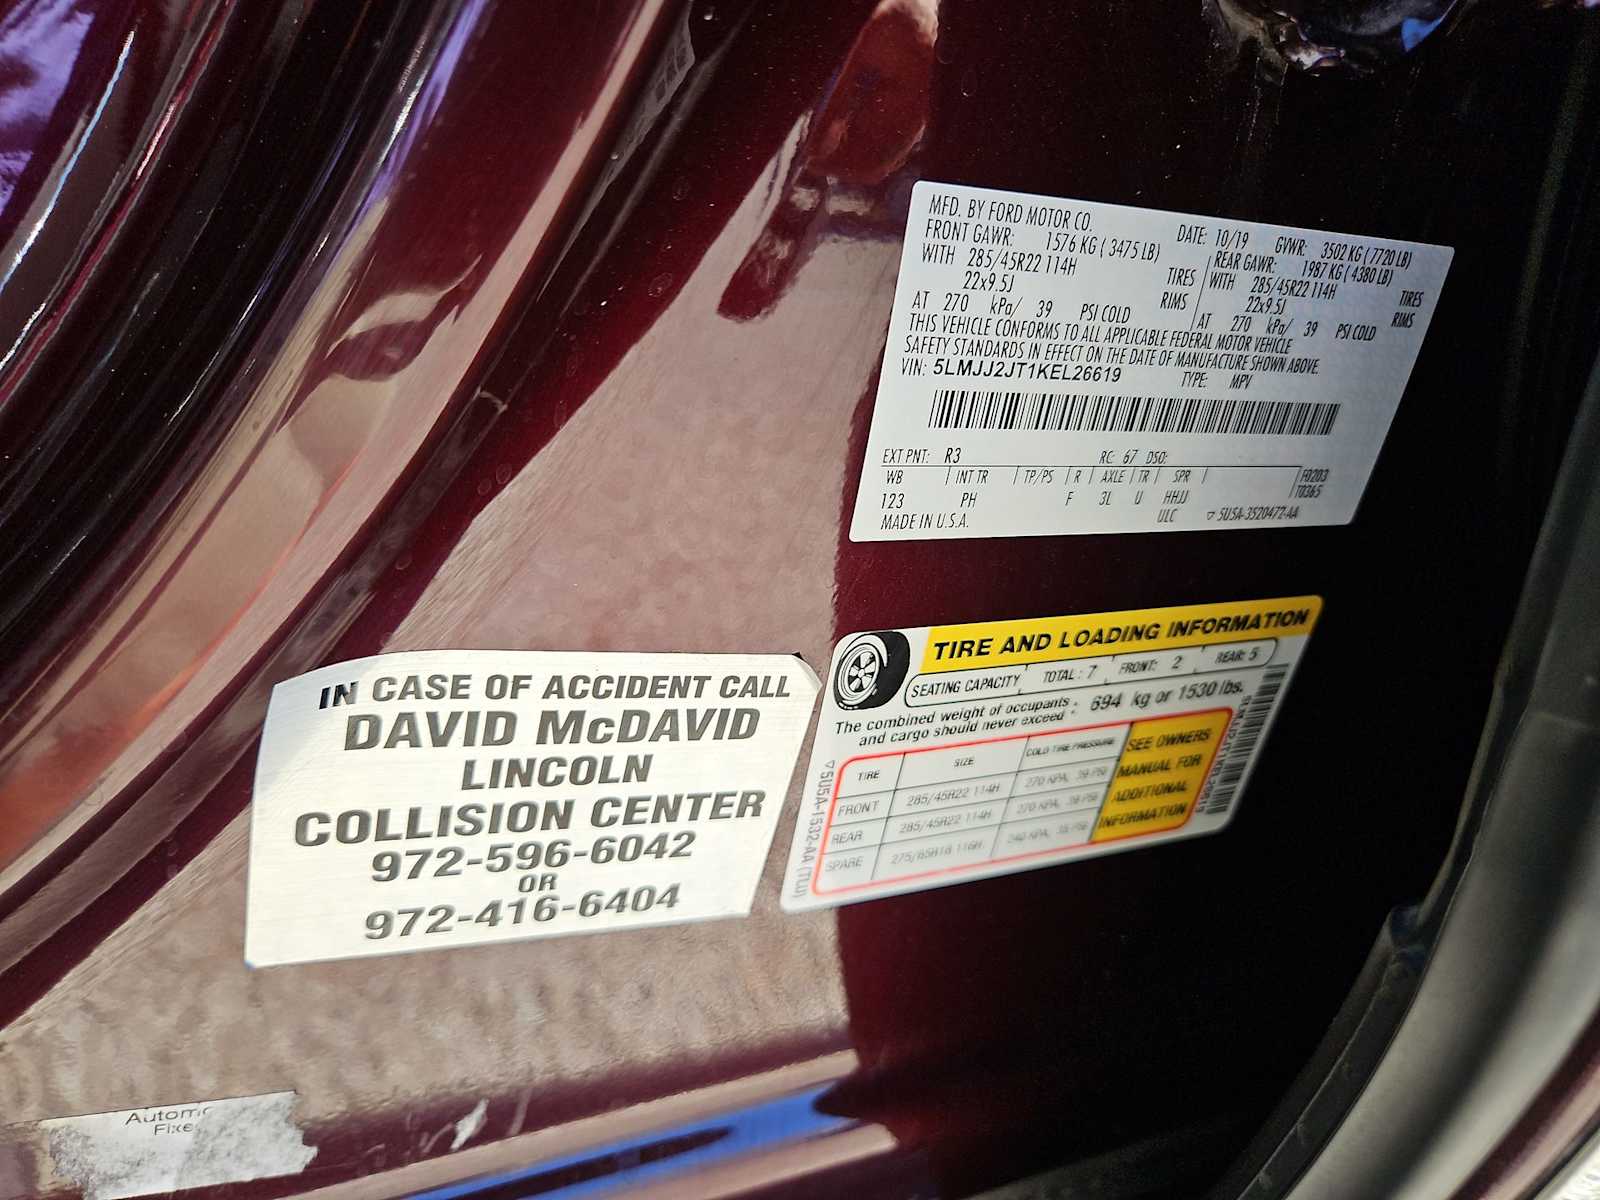 MFD. BY FORD MOTOR CO.
DATE: 10/19 GVWR: 3502 KG ( 7720 LB)
FRONT GAWR: 1576 KG ( 3475 LB)
REAR GAWR: 1987 KG ( 4380 LB)
WITH 285/45R22 114H TIRES
WITH 285/45R22 114H TIRES
22x9.5J RIMS
22x9.5J RIMS
AT 270 kPa/ 39 PSI COLD
AT 270 kPa/ 39 PSI COLD
THIS VEHICLE CONFORMS TO ALL APPLICABLE FEDERAL MOTOR VEHICLE
SAFETY STANDARDS IN EFFECT ON THE DATE OF MANUFACTURE SHOWN ABOVE.
VIN: 5LMJJ2JT1KEL26619 TYPE: MPV
EXT PNT: R3 RC: 67 DSO:
WB INT TR TP/PS R AXLE TR SPR F0203
T0365
123 PH F 3L U HHJJ
MADE IN U.S.A. ULC ▽ 5U5A-3520472-AA
TIRE AND LOADING INFORMATION
SEATING CAPACITY TOTAL: 7 FRONT: 2 REAR: 5
The combined weight of occupants
and cargo should never exceed : 694 kg or 1530 lbs.
TIRE SIZE COLD TIRE PRESSURE
FRONT 285/45R22 114H 270 KPA, 39 PSI
REAR 285/45R22 114H 270 KPA, 39 PSI
SPARE 275/65R18 116H
SEE OWNERS
MANUAL FOR
ADDITIONAL
INFORMATION
▽5U5A-1532-AA (TLU)
IN CASE OF ACCIDENT CALL
DAVID McDAVID
LINCOLN
COLLISION CENTER
972-596-6042
OR
972-416-6404
Automo
Fixe